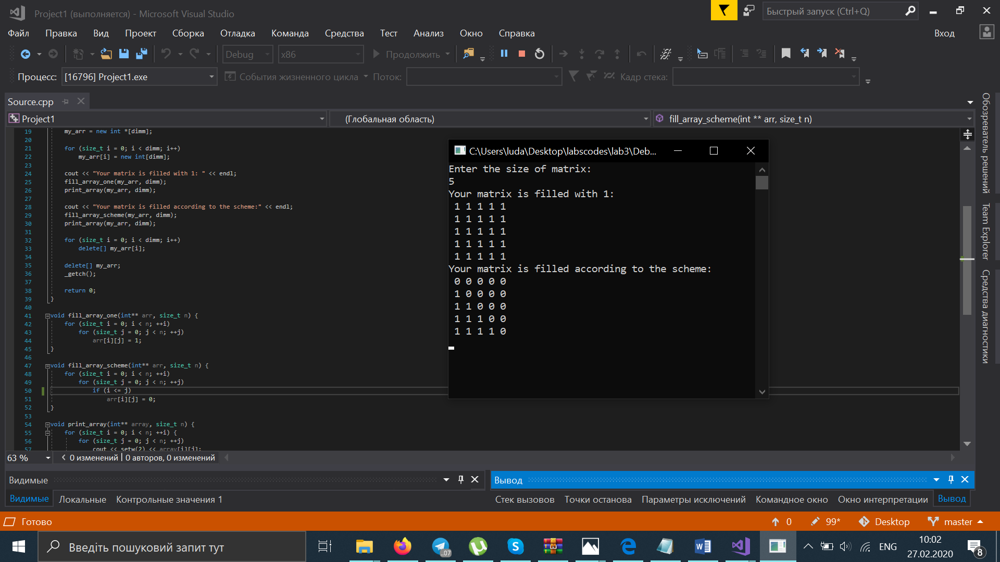 Project1 (выполняется) - Microsoft Visual Studio
Быстрый запуск (Ctrl+Q)
Файл Правка Вид Проект Сборка Отладка Команда Средства Тест Анализ Окно Справка Вход
Debug x86 Продолжить
Процесс: [16796] Project1.exe События жизненного цикла Поток: Кадр стека:
Source.cpp
Project1 (Глобальная область) fill_array_scheme(int ** arr, size_t n)
19 my_arr = new int *[dimm];
20
21 for (size_t i = 0; i < dimm; i++)
22 my_arr[i] = new int[dimm];
23
24 cout << "Your matrix is filled with 1: " << endl;
25 fill_array_one(my_arr, dimm);
26 print_array(my_arr, dimm);
27
28 cout << "Your matrix is filled according to the scheme:" << endl;
29 fill_array_scheme(my_arr, dimm);
30 print_array(my_arr, dimm);
31
32 for (size_t i = 0; i < dimm; i++)
33 delete[] my_arr[i];
34
35 delete[] my_arr;
36 _getch();
37
38 return 0;
39 }
40
41 void fill_array_one(int** arr, size_t n) {
42 for (size_t i = 0; i < n; ++i)
43 for (size_t j = 0; j < n; ++j)
44 arr[i][j] = 1;
45 }
46
47 void fill_array_scheme(int** arr, size_t n) {
48 for (size_t i = 0; i < n; ++i)
49 for (size_t j = 0; j < n; ++j)
50 if (i <= j)
51 arr[i][j] = 0;
52 }
53
54 void print_array(int** array, size_t n) {
55 for (size_t i = 0; i < n; ++i) {
56 for (size_t j = 0; j < n; ++j)
57 cout << setw(2) << array[i][j];
C:\Users\luda\Desktop\labscodes\lab3\Deb...
Enter the size of matrix:
5
Your matrix is filled with 1:
1 1 1 1 1
1 1 1 1 1
1 1 1 1 1
1 1 1 1 1
1 1 1 1 1
Your matrix is filled according to the scheme:
0 0 0 0 0
1 0 0 0 0
1 1 0 0 0
1 1 1 0 0
1 1 1 1 0
Обозреватель решений
Team Explorer
Средства диагностики
63 % 0 изменений | 0 авторов, 0 изменений
Видимые
Видимые Локальные Контрольные значения 1
Вывод
Стек вызовов Точки останова Параметры исключений Командное окно Окно интерпретации Вывод
Готово 0 99* Desktop master
Введіть пошуковий запит тут
..07
ENG
10:02
27.02.2020
8